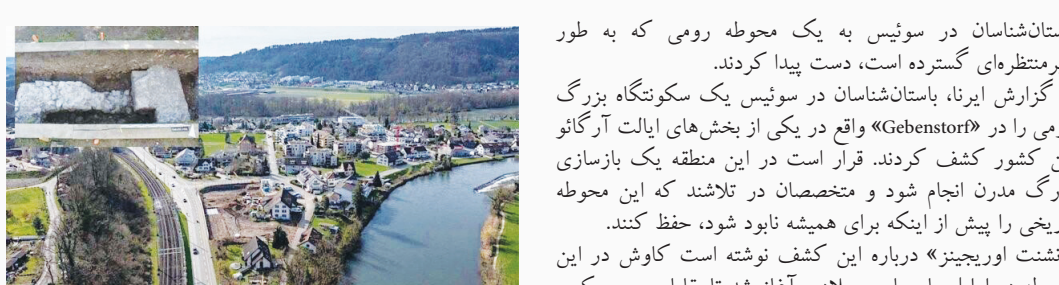 در سوئیس به یک محوطه رومی که به طور
گسترده است، دست پیدا کردند.
گزارش ایرنا، باستان‌شناسان در سوئیس یک سکونتگاه بزرگ
را در «Gebenstorf» واقع در یکی از بخش‌های ایالت آرگائو
کشور کشف کردند. قرار است در این منطقه یک بازسازی
مدرن انجام شود و متخصصان در تلاشند که این محوطه
را پیش از اینکه برای همیشه نابود شود، حفظ کنند.
اوریجینز» درباره این کشف نوشته است کاوش در این